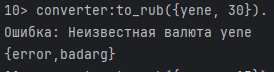 10> converter:to_rub({yene, 30}).
Ошибка: Неизвестная валюта yene
{error,badarg}